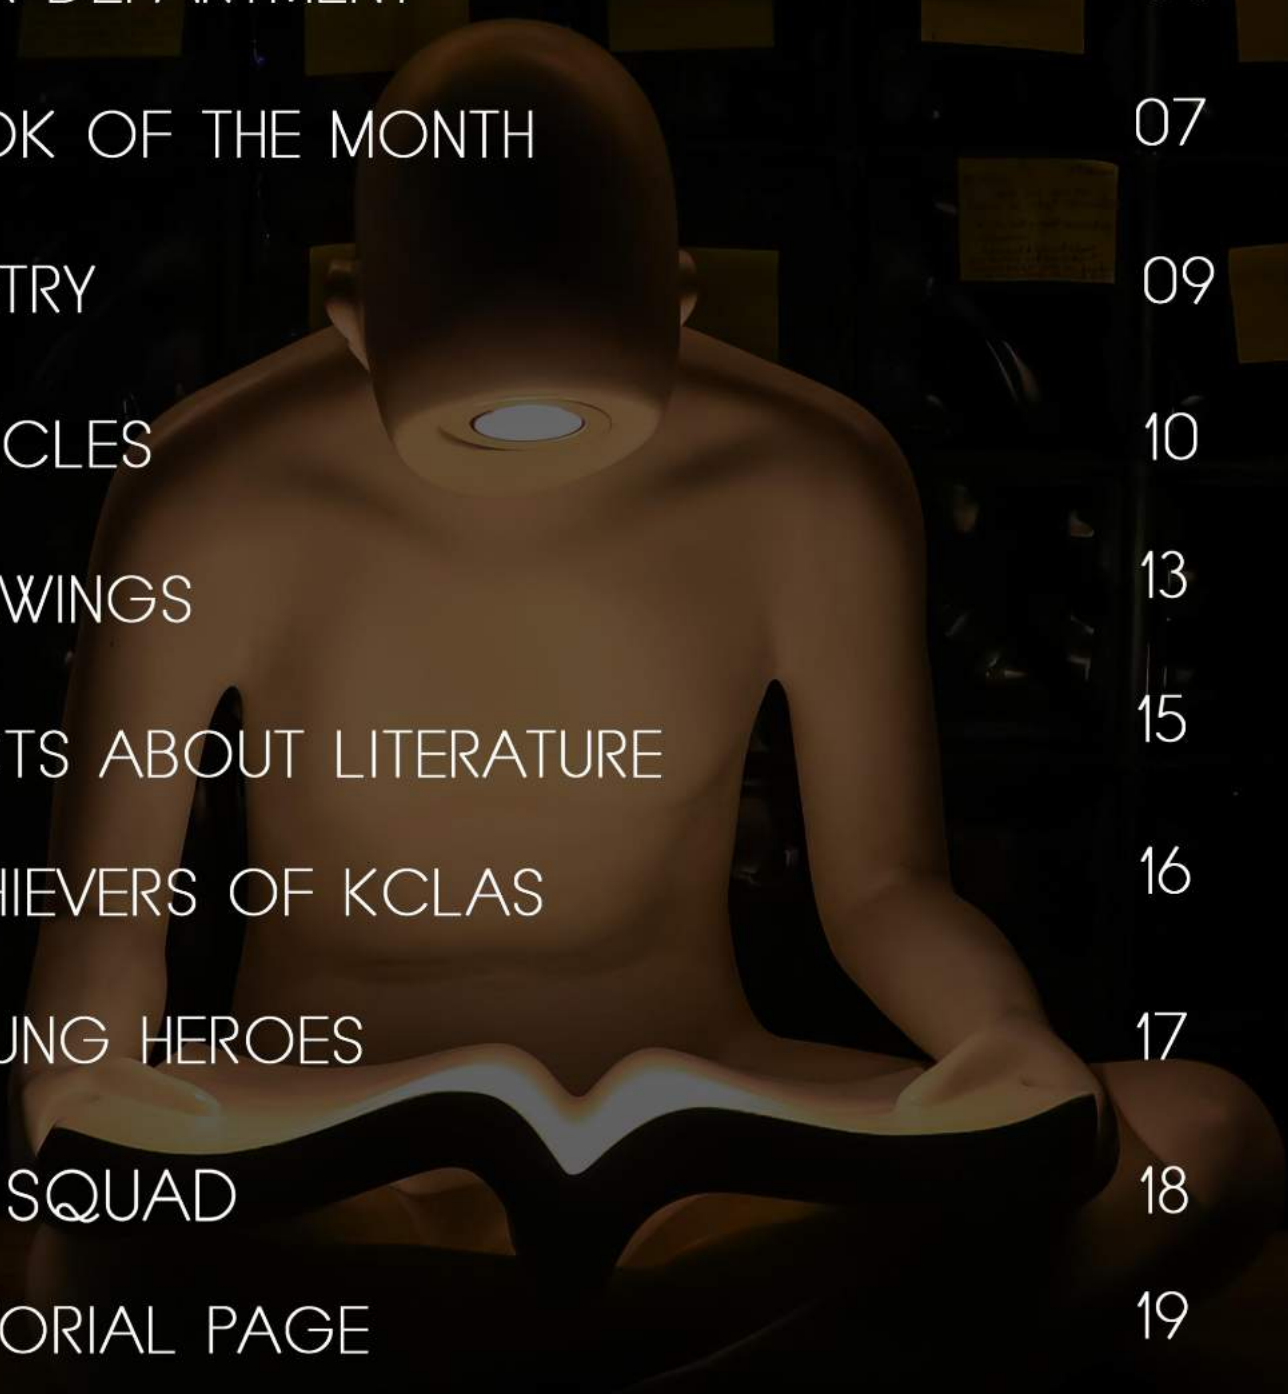 DEPARTMENT
OK OF THE MONTH 07
TRY 09
CLES 10
WINGS 13
TS ABOUT LITERATURE 15
HIEVERS OF KCLAS 16
UNG HEROES 17
SQUAD 18
ORIAL PAGE 19